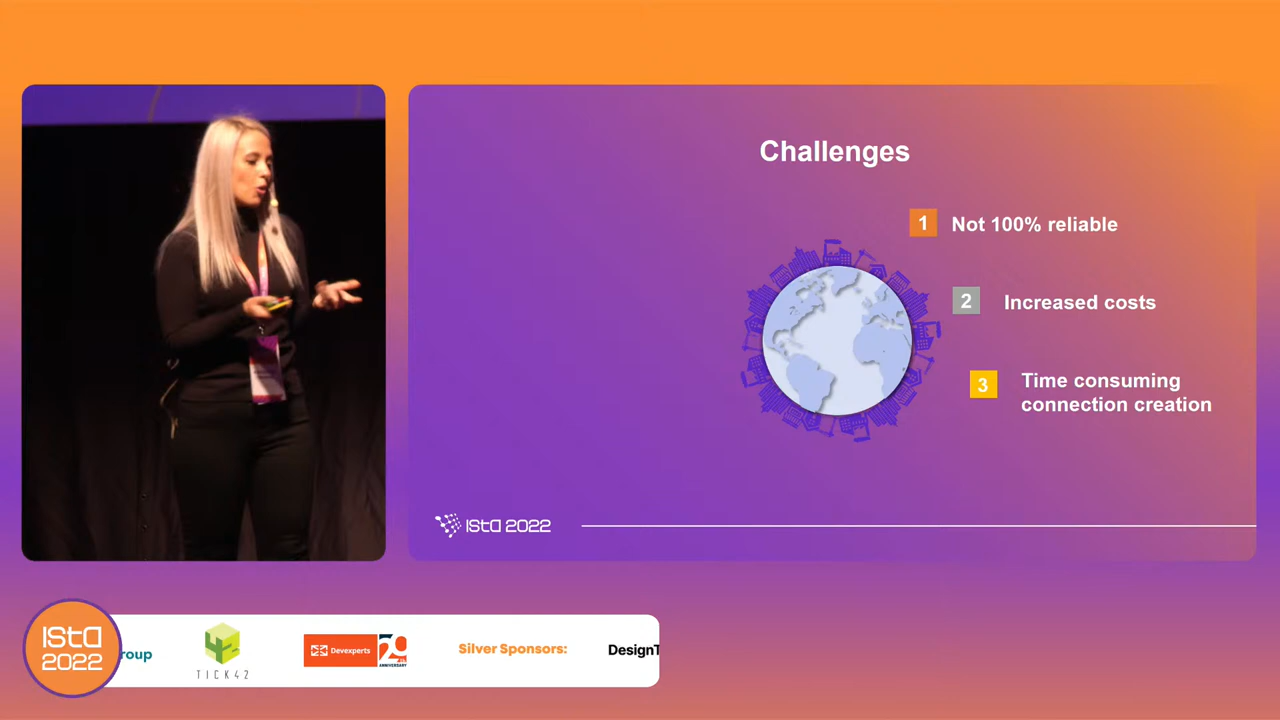 Challenges
1 Not 100% reliable
2 Increased costs
3 Time consuming
connection creation
ISTA 2022
ISTA
2022
roup
TICK42
Devexperts
20
ANNIVERSARY
Silver Sponsors:
DesignT